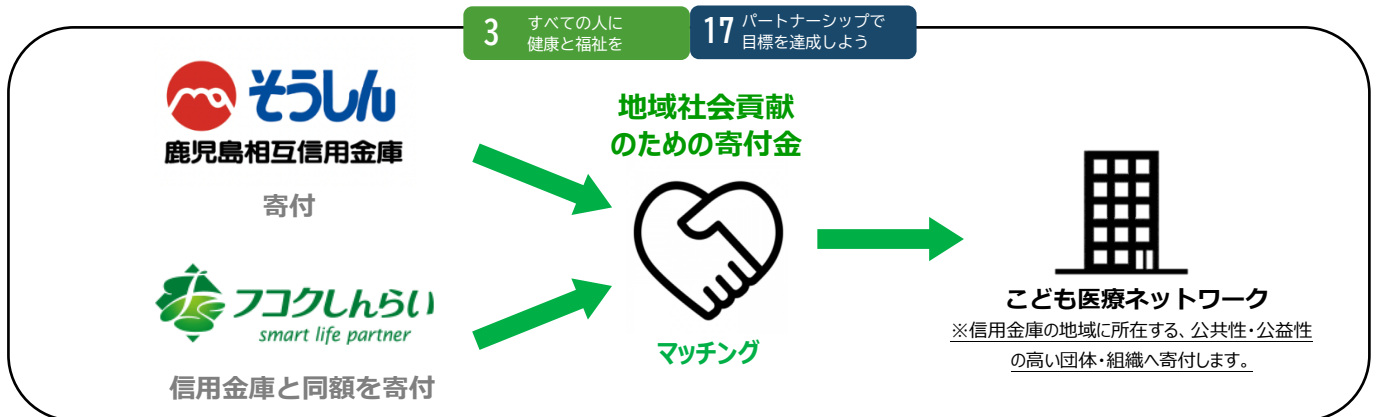 3
すべての人に
健康と福祉を
17
パートナーシップで
目標を達成しよう
そうしん
鹿児島相互信用金庫
寄付
フコクしんらい
smart life partner
信用金庫と同額を寄付
地域社会貢献
のための寄付金
マッチング
こども医療ネットワーク
※信用金庫の地域に所在する、公共性・公益性
の高い団体・組織へ寄付します。